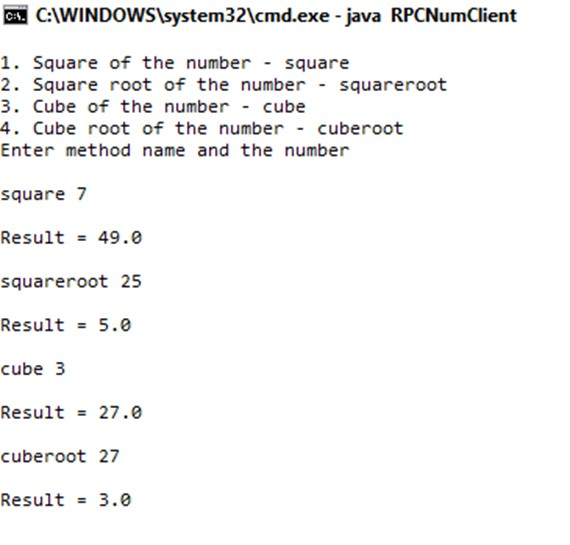 C:\WINDOWS\system32\cmd.exe - java  RPCNumClient
1. Square of the number - square
2. Square root of the number - squareroot
3. Cube of the number - cube
4. Cube root of the number - cuberoot
Enter method name and the number
square 7
Result = 49.0
squareroot 25
Result = 5.0
cube 3
Result = 27.0
cuberoot 27
Result = 3.0